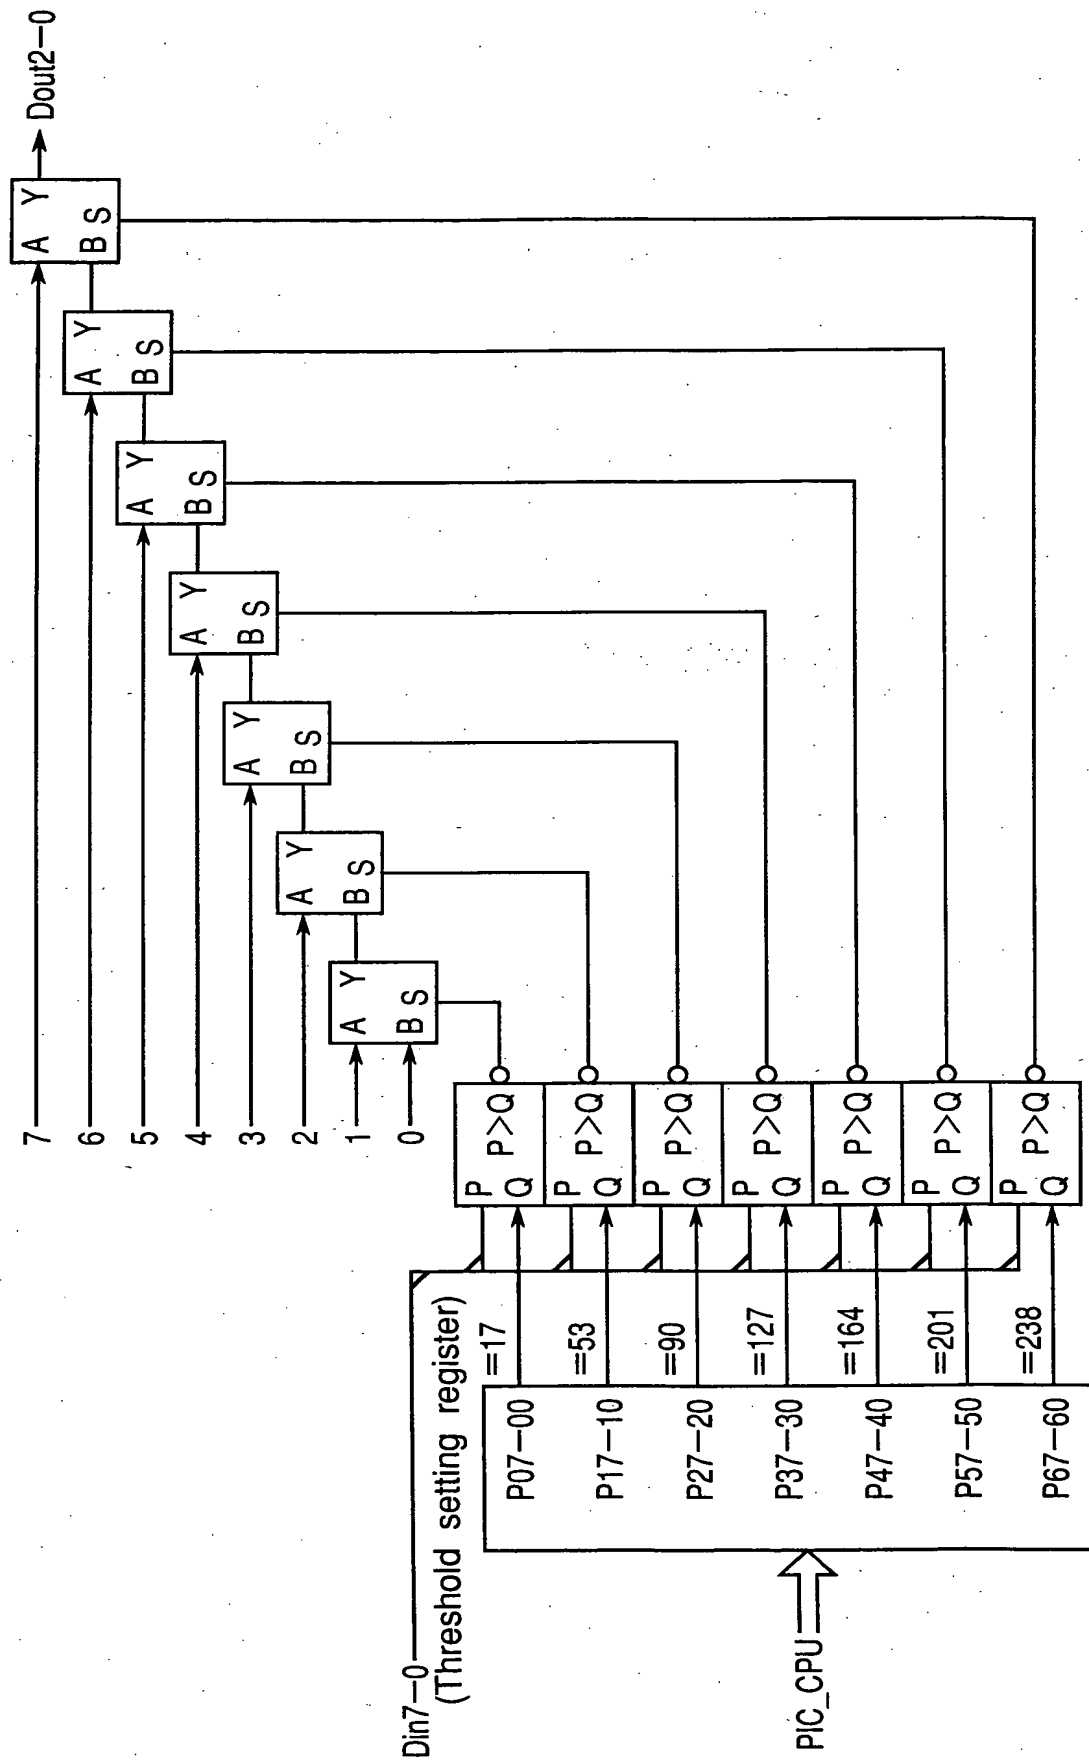 Dout2—0
A Y
B S
A Y
B S
A Y
B S
A Y
B S
A Y
B S
A Y
B S
A Y
B S
7
6
5
4
3
2
1
0
Din7—0
(Threshold setting register)
PIC_CPU
P07—00 =17
P17—10 =53
P27—20 =90
P37—30 =127
P47—40 =164
P57—50 =201
P67—60 =238
P
Q P>Q
P
Q P>Q
P
Q P>Q
P
Q P>Q
P
Q P>Q
P
Q P>Q
P
Q P>Q